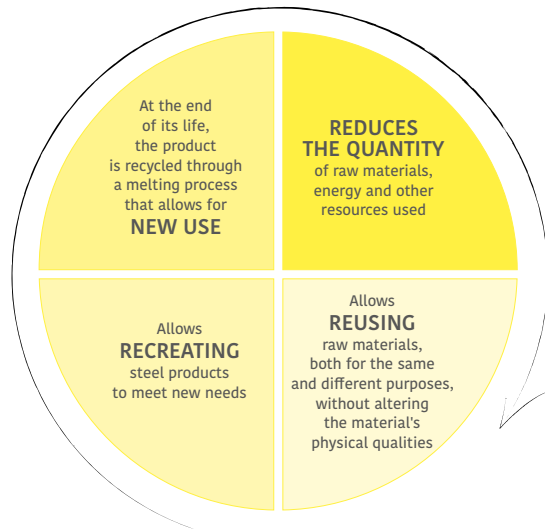 At the end
of its life,
the product
is recycled through
a melting process
that allows for
NEW USE
REDUCES
THE QUANTITY
of raw materials,
energy and other
resources used
Allows
RECREATING
steel products
to meet new needs
Allows
REUSING
raw materials,
both for the same
and different purposes,
without altering
the material's
physical qualities